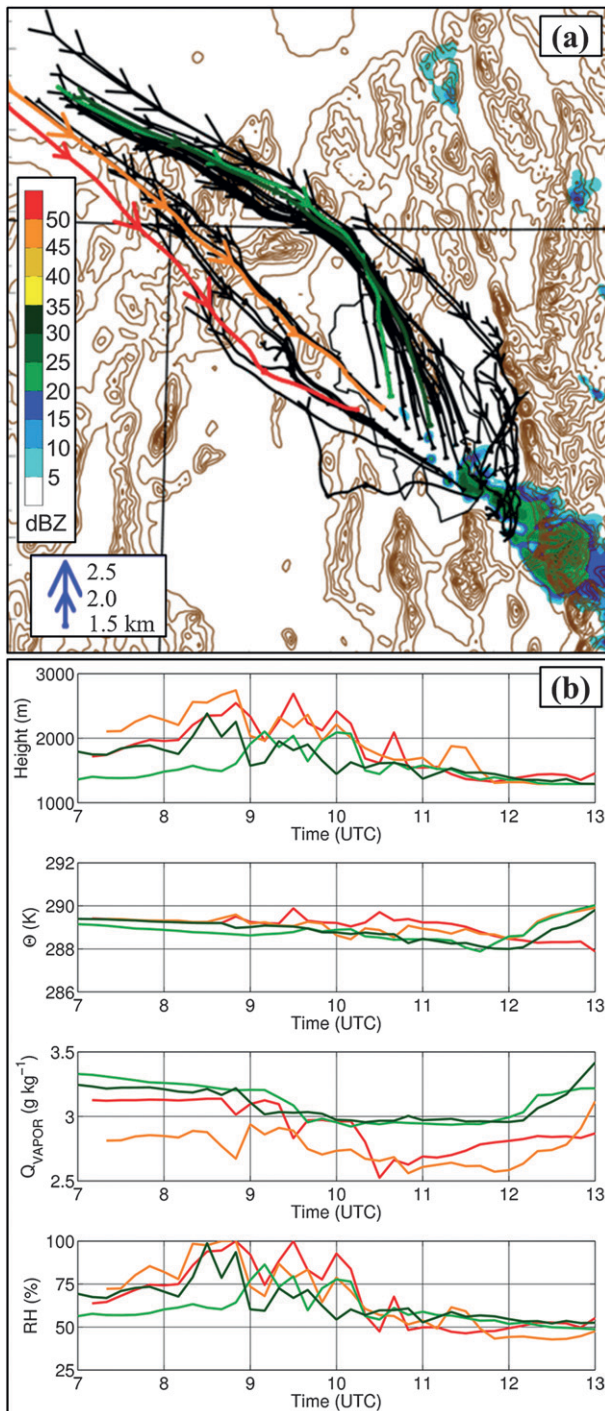 (a)
50
45
40
35
30
25
20
15
10
5
dBZ
2.5
2.0
1.5 km
(b)
3000
2000
1000
Height (m)
7 8 9 10 11 12 13
Time (UTC)
292
290
288
286
Θ (K)
7 8 9 10 11 12 13
Time (UTC)
3.5
3
2.5
Q_VAPOR (g kg⁻¹)
7 8 9 10 11 12 13
Time (UTC)
100
75
50
25
RH (%)
7 8 9 10 11 12 13
Time (UTC)